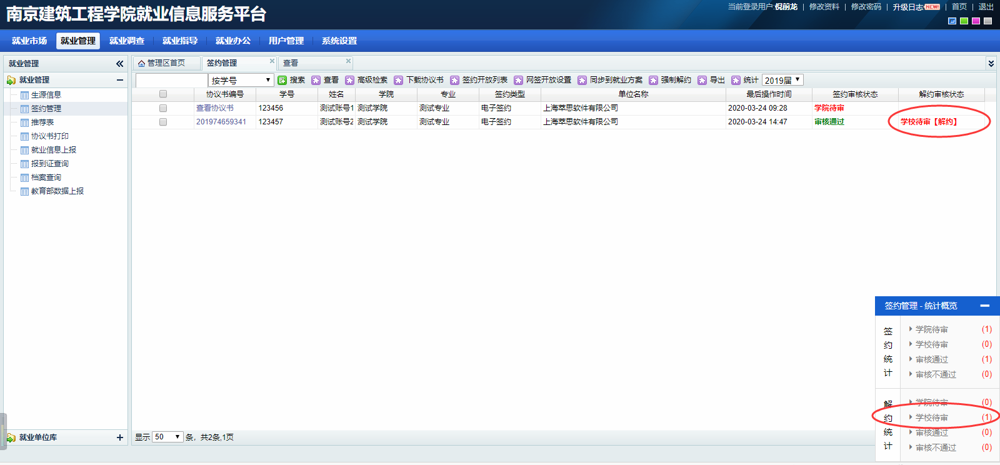 南京建筑工程学院就业信息服务平台
当前登录用户:倪前龙 | 修改资料 | 修改密码 | 升级日志 NEW! | 首页 | 退出
就业市场 就业管理 就业调查 就业指导 就业办公 用户管理 系统设置
就业管理
管理区首页 签约管理 查看
就业管理
按学号 搜索 查看 高级检索 下载协议书 签约开放列表 网签开放设置 同步到就业方案 强制解约 导出 统计 2019届
协议书编号 学号 姓名 学院 专业 签约类型 单位名称 最后操作时间 签约审核状态 解约审核状态
查看协议书 123456 测试账号1 测试学院 测试专业 电子签约 上海萃思软件有限公司 2020-03-24 09:28 学院待审
201974659341 123457 测试账号2 测试学院 测试专业 电子签约 上海萃思软件有限公司 2020-03-24 14:47 审核通过 学校待审【解约】
生源信息
签约管理
推荐表
协议书打印
就业信息上报
报到证查询
档案查询
教育部数据上报
就业单位库
显示 50 条，共2条,1页
签约管理 - 统计概览
签约统计
学院待审 (1)
学校待审 (0)
审核通过 (1)
审核不通过 (0)
解约统计
学院待审 (0)
学校待审 (1)
审核通过 (0)
审核不通过 (0)